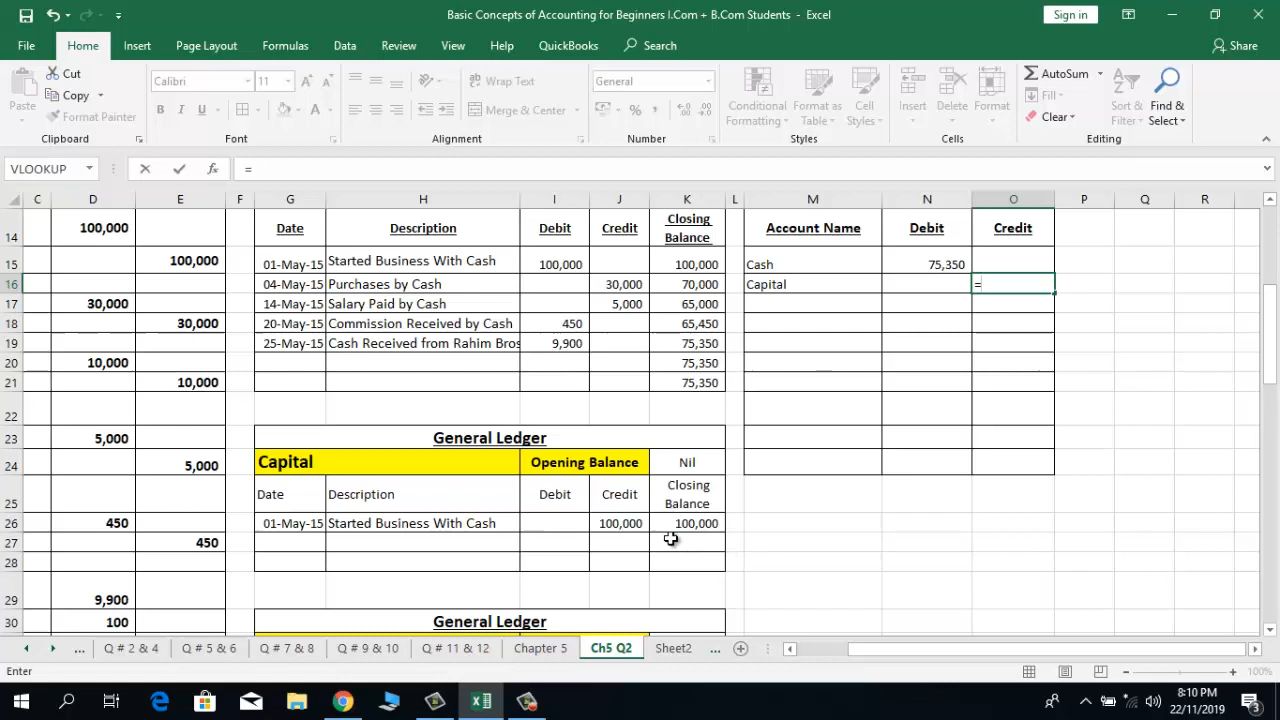 Basic Concepts of Accounting for Beginners I.Com + B.Com Students - Excel
Sign in
File Home Insert Page Layout Formulas Data Review View Help QuickBooks Search Share
Paste
Cut
Copy
Format Painter
Clipboard
Calibri 11
B I U
Font
Wrap Text
Merge & Center
Alignment
General
Number
Conditional Formatting
Format as Table
Cell Styles
Styles
Insert Delete Format
Cells
AutoSum
Fill
Clear
Sort & Filter
Find & Select
Editing
VLOOKUP fx =
C D E F G H I J K L M N O P Q R
14 100,000 Date Description Debit Credit Closing Balance Account Name Debit Credit
15 100,000 01-May-15 Started Business With Cash 100,000 100,000 Cash 75,350
16 04-May-15 Purchases by Cash 30,000 70,000 Capital =
17 30,000 14-May-15 Salary Paid by Cash 5,000 65,000
18 30,000 20-May-15 Commission Received by Cash 450 65,450
19 25-May-15 Cash Received from Rahim Bros 9,900 75,350
20 10,000 75,350
21 10,000 75,350
22
23 5,000 General Ledger
24 5,000 Capital Opening Balance Nil
25 Date Description Debit Credit Closing Balance
26 450 01-May-15 Started Business With Cash 100,000 100,000
27 450
28
29 9,900
30 100 General Ledger
... Q # 2 & 4 Q # 5 & 6 Q # 7 & 8 Q # 9 & 10 Q # 11 & 12 Chapter 5 Ch5 Q2 Sheet2 ...
Enter 100%
8:10 PM
22/11/2019
3